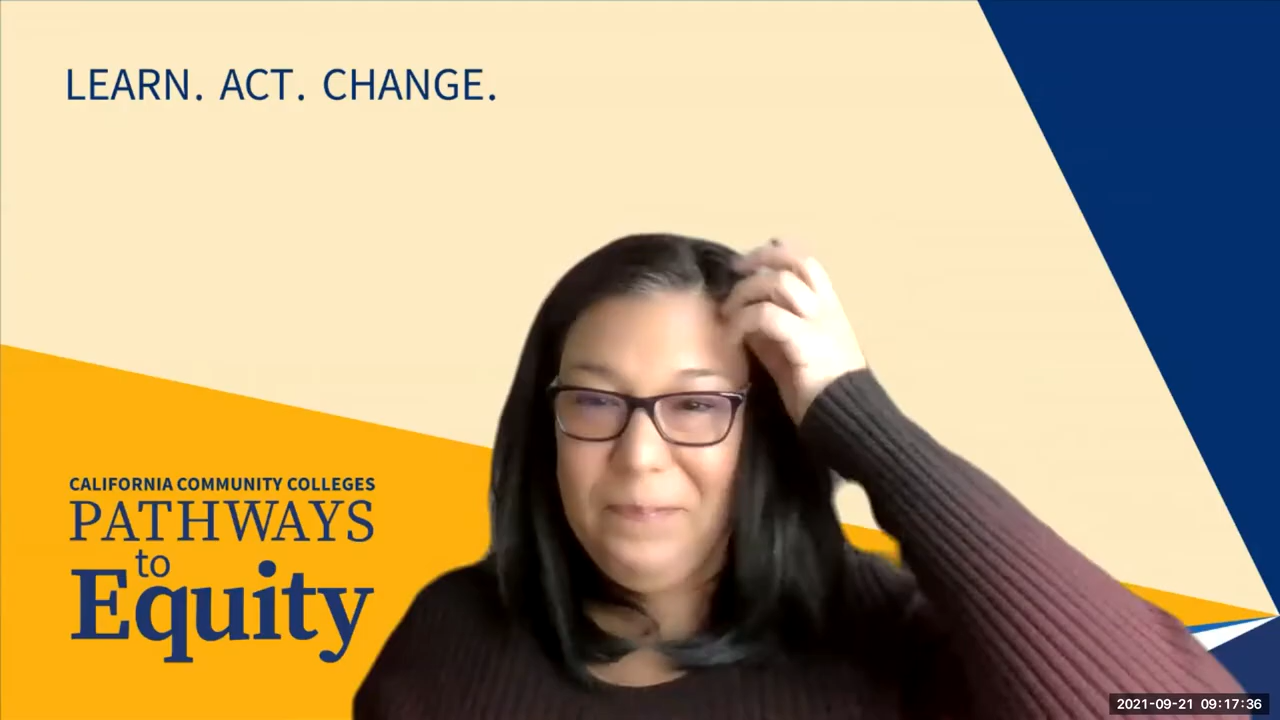 LEARN. ACT. CHANGE.
CALIFORNIA COMMUNITY COLLEGES
PATHWAYS
to
Equity
2021-09-21 09:17:36